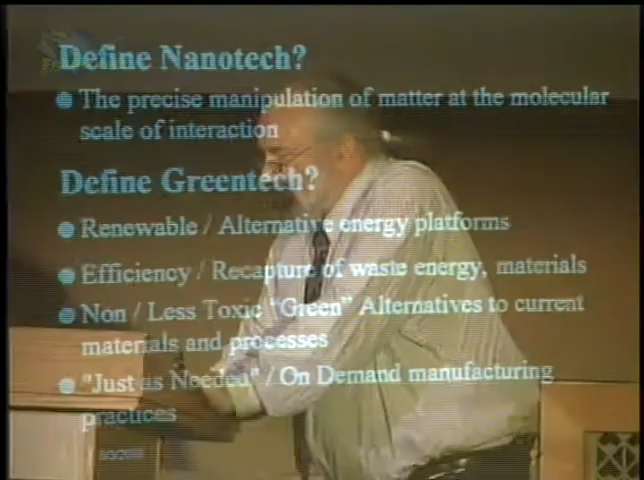 Define Nanotech?
The precise manipulation of matter at the molecular
scale of interaction
Define Greentech?
Renewable / Alternative energy platforms
Efficiency / Recapture of waste energy, materials
Non / Less Toxic "Green" Alternatives to current
materials and processes
"Just as Needed" / On Demand manufacturing
practices